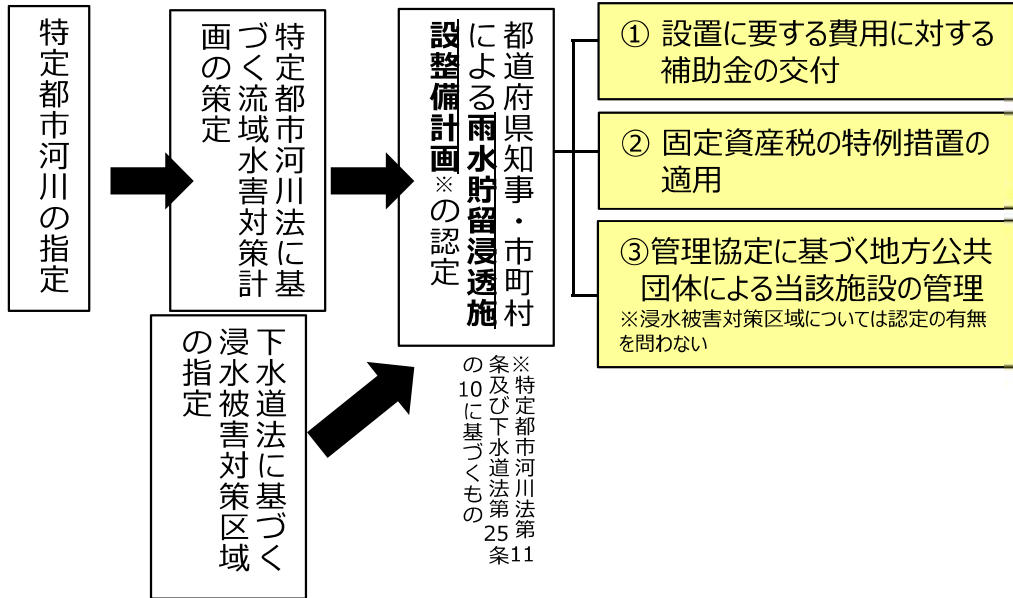 特定都市河川の指定
特定都市河川法に基
づく流域水害対策計
画の策定
下水道法に基づく
浸水被害対策区域
の指定
都道府県知事・市町村
による雨水貯留浸透施
設整備計画※の認定
※特定都市河川法第11
条及び下水道法第25条
の10に基づくもの
① 設置に要する費用に対する
補助金の交付
② 固定資産税の特例措置の
適用
③管理協定に基づく地方公共
団体による当該施設の管理
※浸水被害対策区域については認定の有無
を問わない